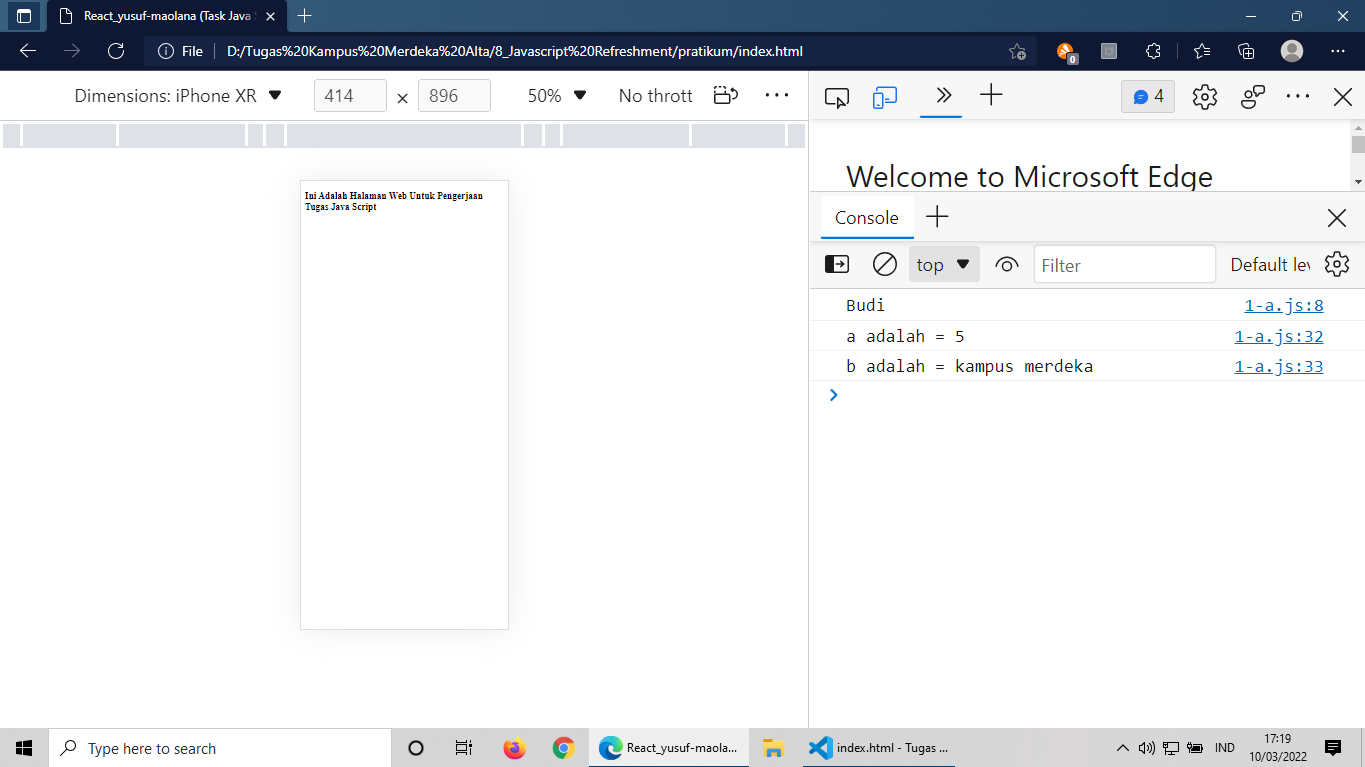 React_yusuf-maolana (Task Java S
File
D:/Tugas%20Kampus%20Merdeka%20Alta/8_Javascript%20Refreshment/pratikum/index.html
0
Dimensions: iPhone XR
414 × 896
50%
No thrott
4
Ini Adalah Halaman Web Untuk Pengerjaan
Tugas Java Script
Welcome to Microsoft Edge
Console
top
Filter
Default lev
Budi
1-a.js:8
a adalah = 5
1-a.js:32
b adalah = kampus merdeka
1-a.js:33
Type here to search
React_yusuf-maola...
index.html - Tugas ...
IND
17:19
10/03/2022